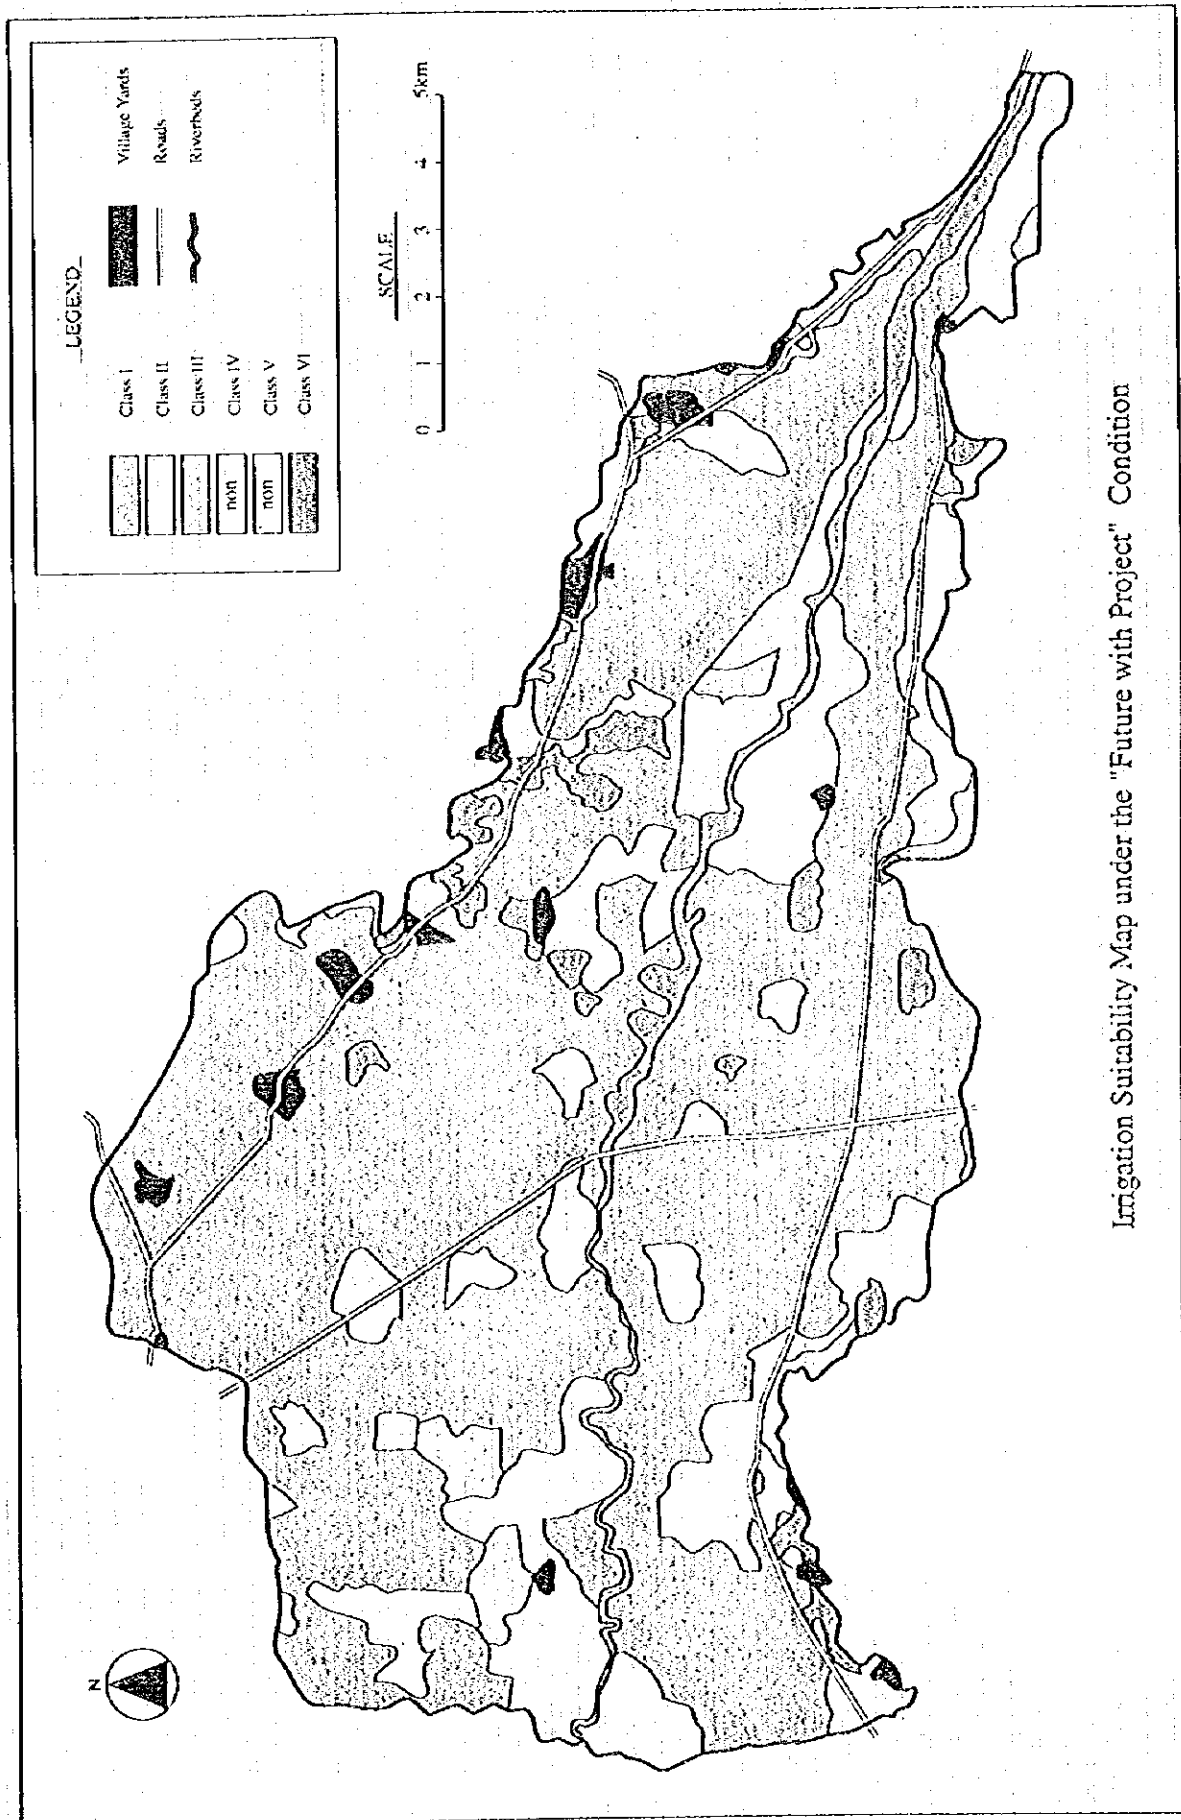 LEGEND
Class I
Class II
Class III
non Class IV
non Class V
Class VI
Village Yards
Roads
Riverbeds
SCALE
0 1 2 3 4 5km
N
Irrigation Suitability Map under the "Future with Project" Condition